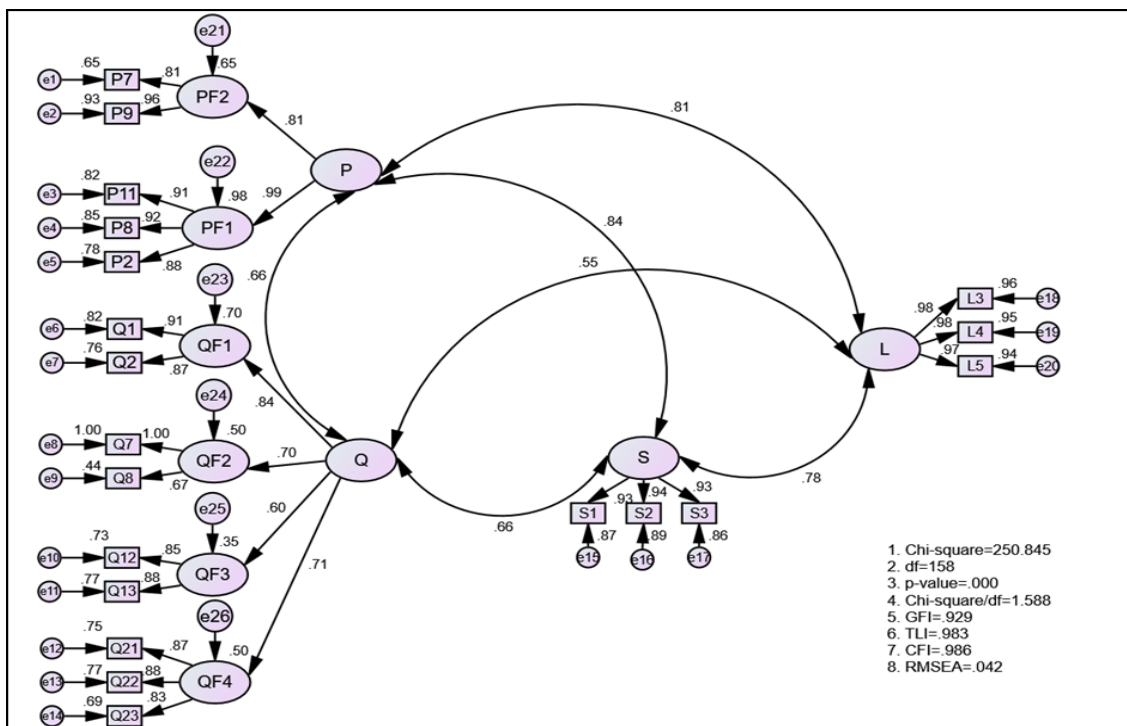 e21
.65
e1
.65
P7
.81
PF2
e2
.93
P9
.96
.81
.81
P
e22
.98
.99
e3
.82
P11
.91
PF1
e4
.85
P8
.92
e5
.78
P2
.88
.84
.66
.55
e23
.70
e6
.82
Q1
.91
QF1
e7
.76
Q2
.87
.84
L
.98
L3
.96
e18
.98
L4
.95
e19
.97
L5
.94
e20
e24
.50
e8
1.00
Q7
1.00
QF2
e9
.44
Q8
.67
.70
Q
S
.78
.66
.93
.94
.93
S1
S2
S3
.87
.89
.86
e15
e16
e17
e25
.35
.60
e10
.73
Q12
.85
QF3
e11
.77
Q13
.88
.71
e26
.50
e12
.75
Q21
.87
QF4
e13
.77
Q22
.88
e14
.69
Q23
.83
1. Chi-square=250.845
2. df=158
3. p-value=.000
4. Chi-square/df=1.588
5. GFI=.929
6. TLI=.983
7. CFI=.986
8. RMSEA=.042